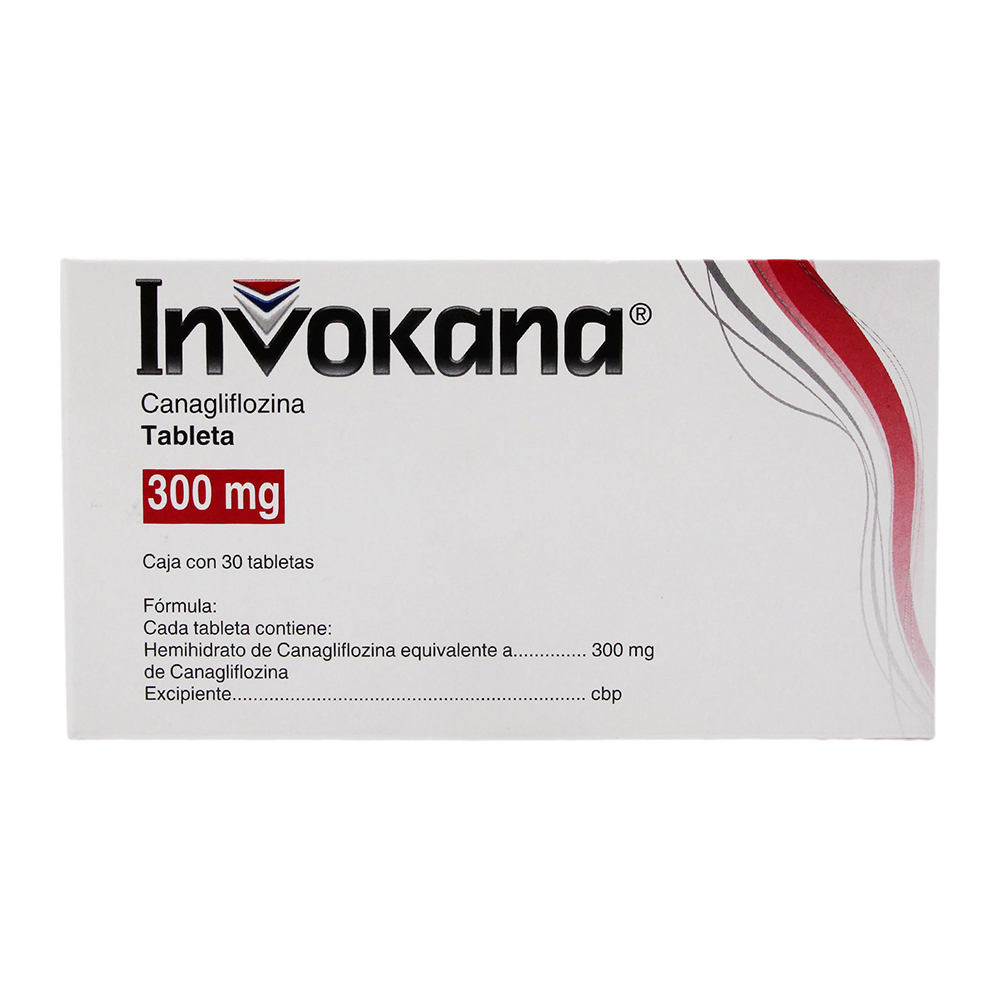 Invokana®
Canagliflozina
Tableta
300 mg
Caja con 30 tabletas
Fórmula:
Cada tableta contiene:
Hemihidrato de Canagliflozina equivalente a.............. 300 mg
de Canagliflozina
Excipiente.................................................................. cbp